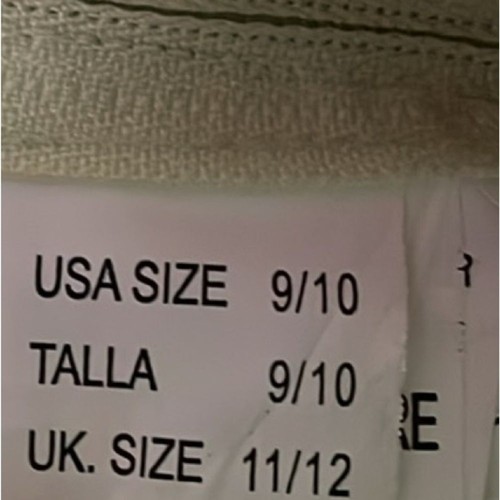 USA SIZE 9/10
TALLA 9/10
UK. SIZE 11/12